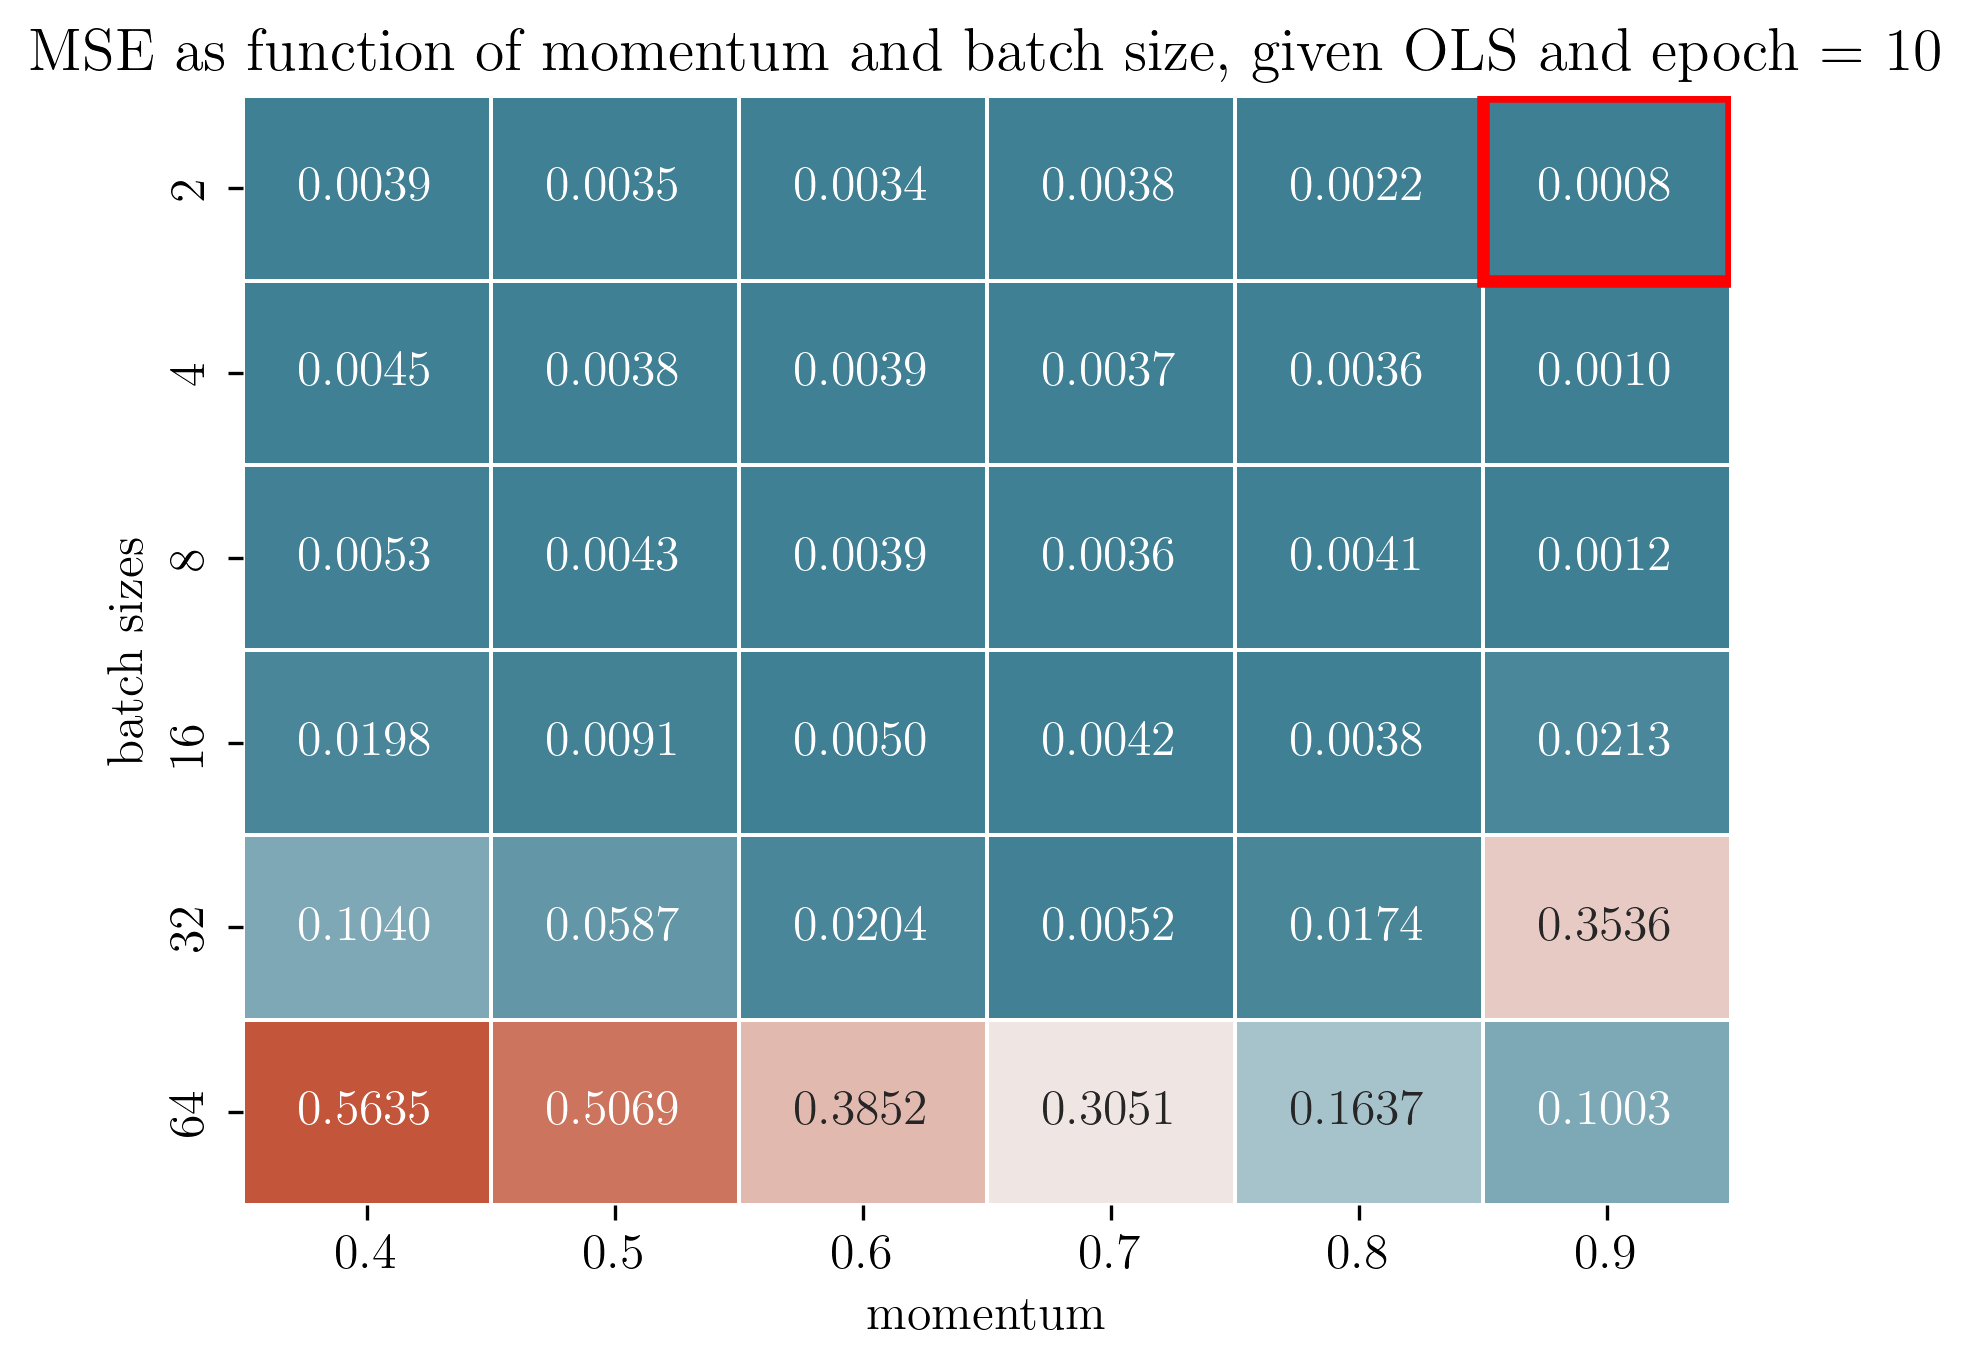 MSE as function of momentum and batch size, given OLS and epoch = 10
2 0.0039 0.0035 0.0034 0.0038 0.0022 0.0008
4 0.0045 0.0038 0.0039 0.0037 0.0036 0.0010
8 0.0053 0.0043 0.0039 0.0036 0.0041 0.0012
16 0.0198 0.0091 0.0050 0.0042 0.0038 0.0213
32 0.1040 0.0587 0.0204 0.0052 0.0174 0.3536
64 0.5635 0.5069 0.3852 0.3051 0.1637 0.1003
batch sizes
0.4 0.5 0.6 0.7 0.8 0.9
momentum